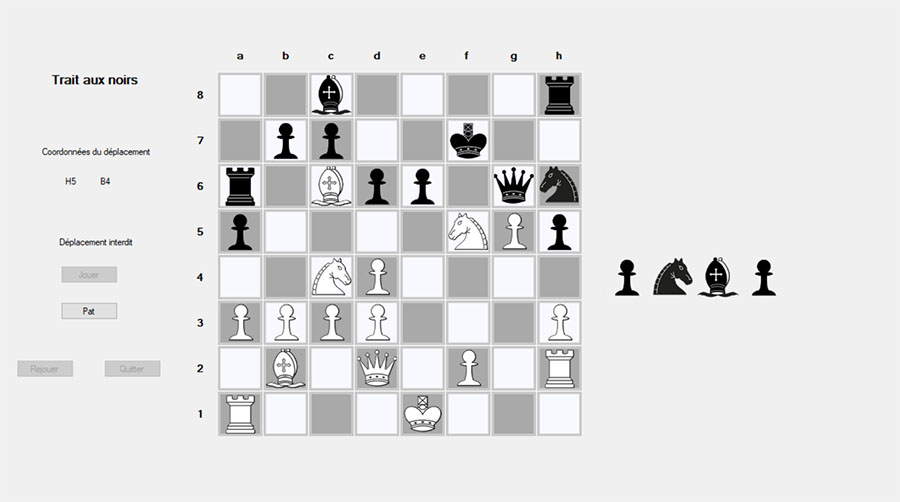 a b c d e f g h
Trait aux noirs
8
7
Coordonnées du déplacement
H5 B4
6
5
Déplacement interdit
Jouer
4
Pat
3
Rejouer Quitter
2
1